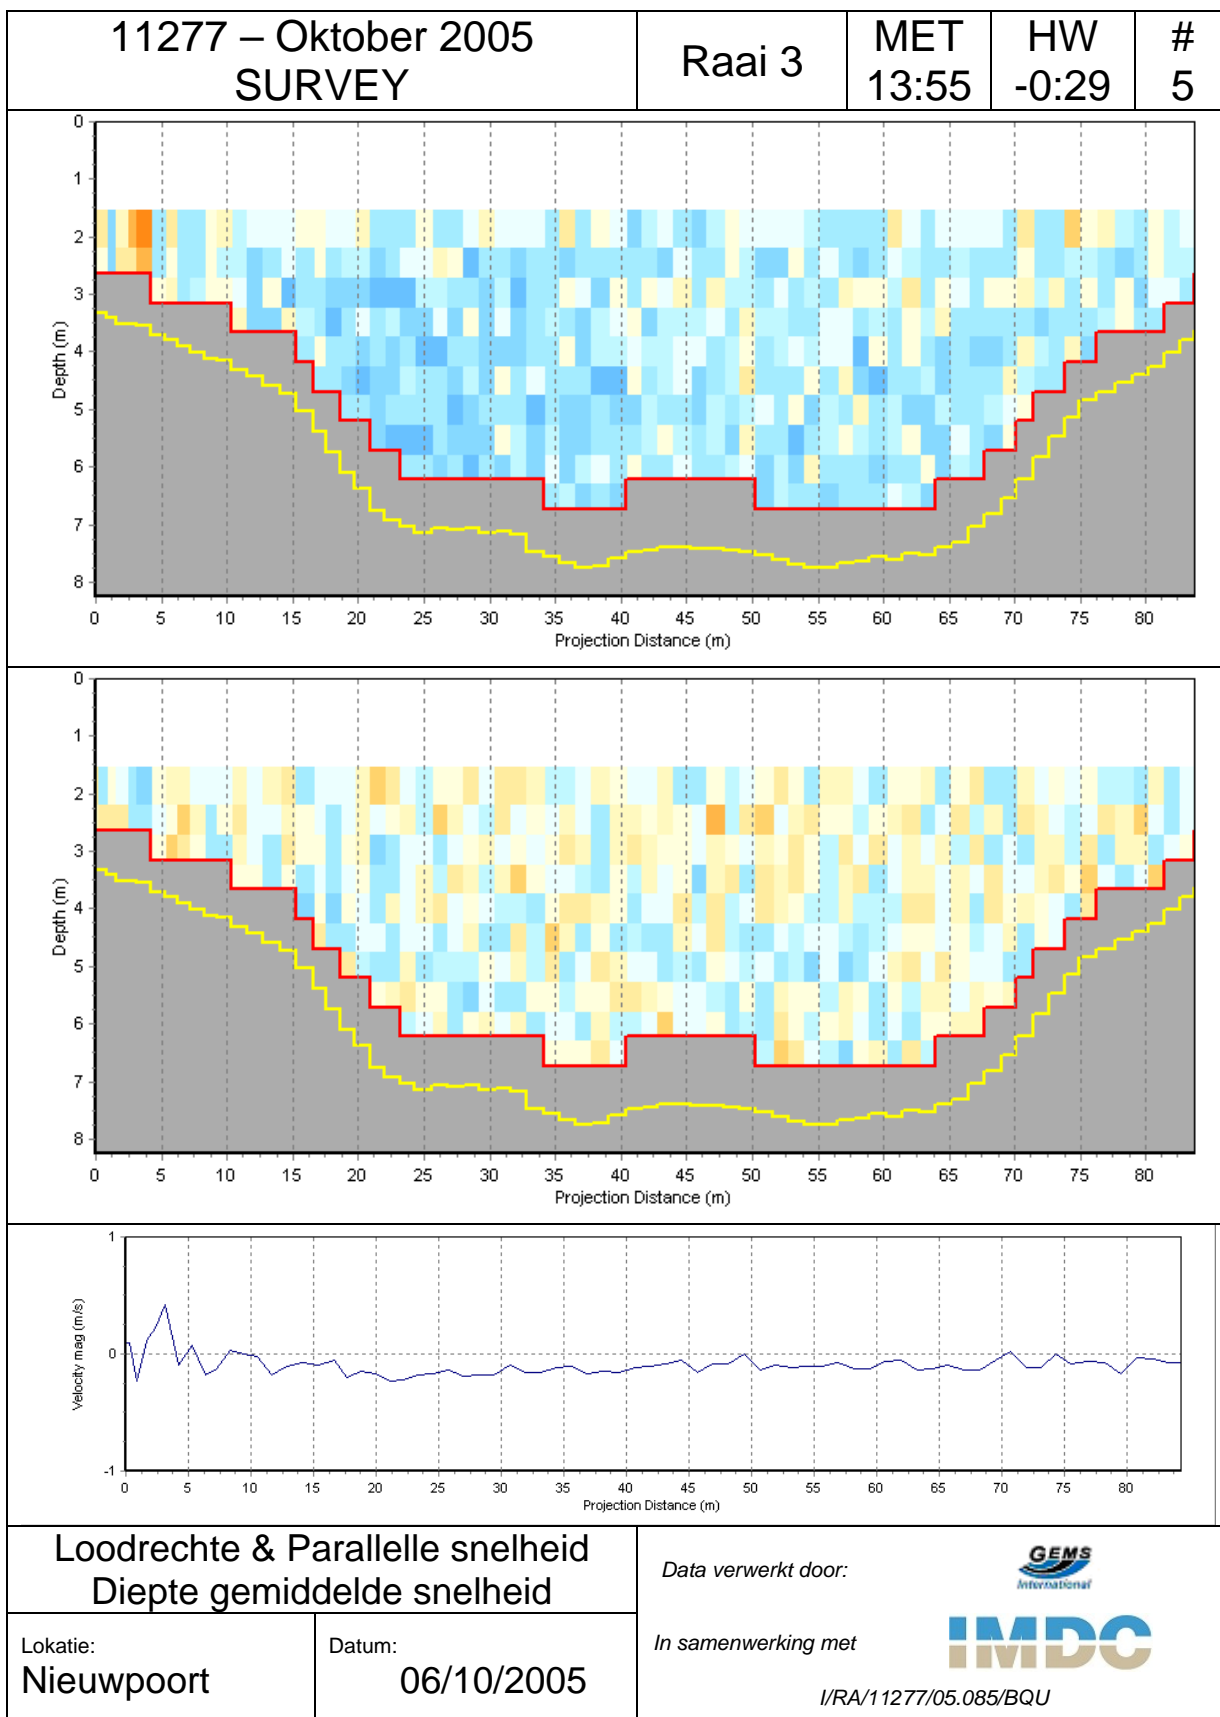 11277 – Oktober 2005
SURVEY
Raai 3
MET
13:55
HW
-0:29
#
5
0
1
2
3
4
5
6
7
8
Depth (m)
0 5 10 15 20 25 30 35 40 45 50 55 60 65 70 75 80
Projection Distance (m)
0
1
2
3
4
5
6
7
8
Depth (m)
0 5 10 15 20 25 30 35 40 45 50 55 60 65 70 75 80
Projection Distance (m)
1
0
-1
Velocity mag (m/s)
0 5 10 15 20 25 30 35 40 45 50 55 60 65 70 75 80
Projection Distance (m)
Loodrechte & Parallelle snelheid
Diepte gemiddelde snelheid
Lokatie:
Nieuwpoort
Datum:
06/10/2005
Data verwerkt door:
GEMS
International
In samenwerking met
IMDC
I/RA/11277/05.085/BQU